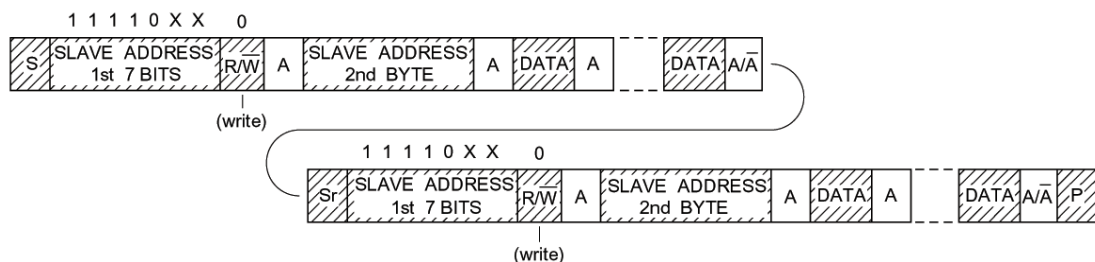 1 1 1 1 0 X X 0
S SLAVE ADDRESS 1st 7 BITS R/W̅ A SLAVE ADDRESS 2nd BYTE A DATA A DATA A/A̅
(write)
1 1 1 1 0 X X 0
Sr SLAVE ADDRESS 1st 7 BITS R/W̅ A SLAVE ADDRESS 2nd BYTE A DATA A DATA A/A̅ P
(write)